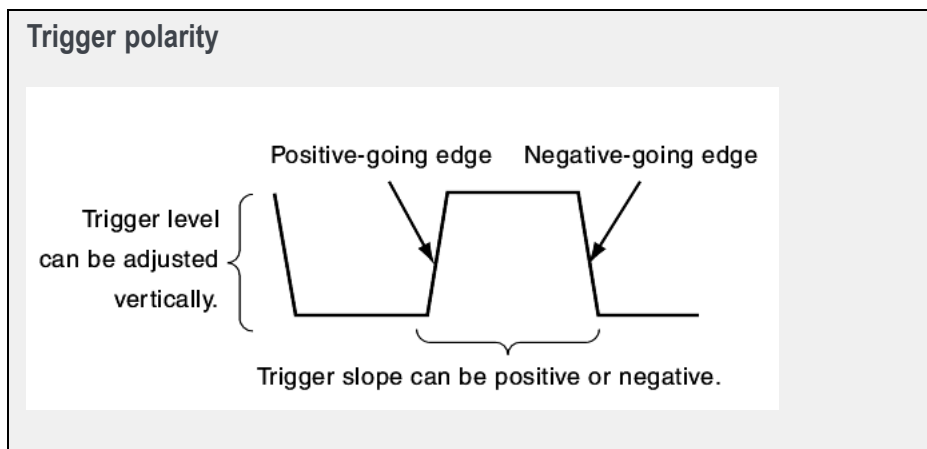 Trigger polarity
Positive-going edge
Negative-going edge
Trigger level
can be adjusted
vertically.
Trigger slope can be positive or negative.